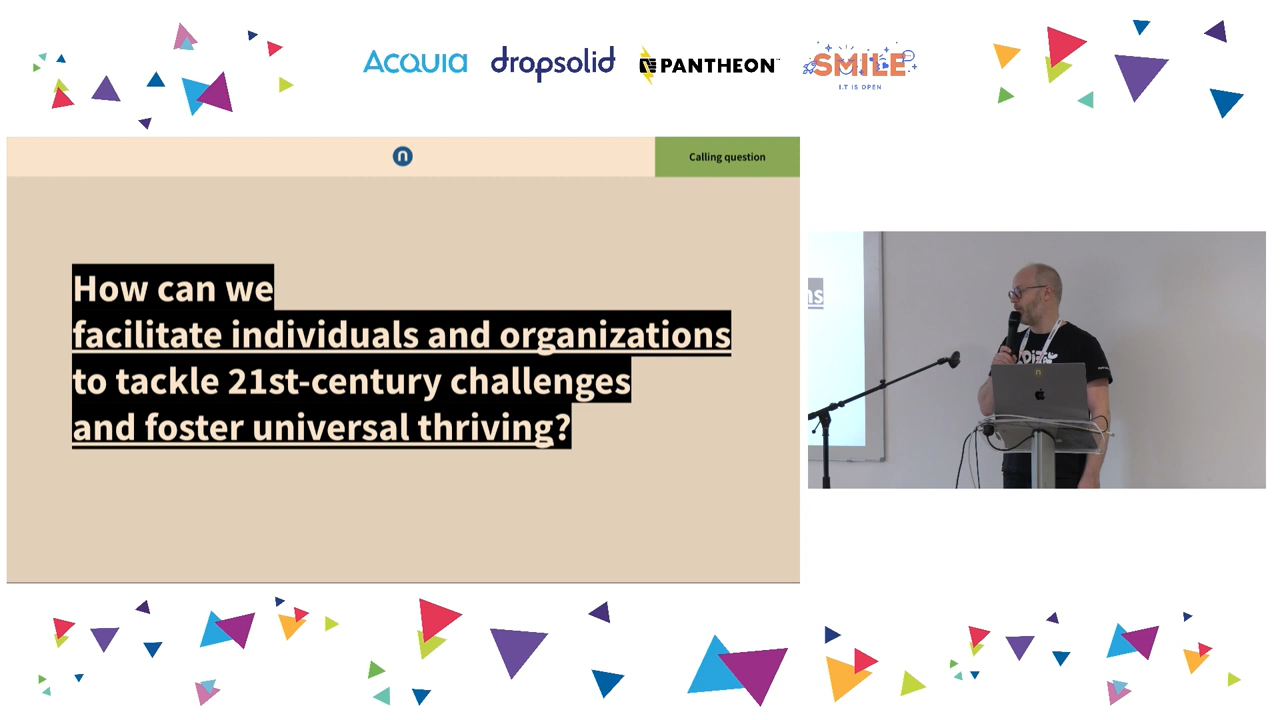 ACQUIA
dropsolid
PANTHEON
SMILE
I.T IS OPEN
n
Calling question
How can we
facilitate individuals and organizations
to tackle 21st-century challenges
and foster universal thriving?
ns